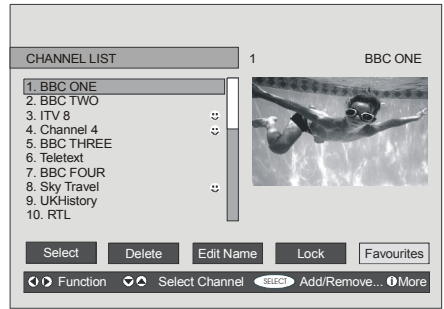 CHANNEL LIST
1 BBC ONE
1. BBC ONE
2. BBC TWO
3. ITV 8
4. Channel 4
5. BBC THREE
6. Teletext
7. BBC FOUR
8. Sky Travel
9. UKHistory
10. RTL
Select Delete Edit Name Lock Favourites
Function Select Channel SELECT Add/Remove... More